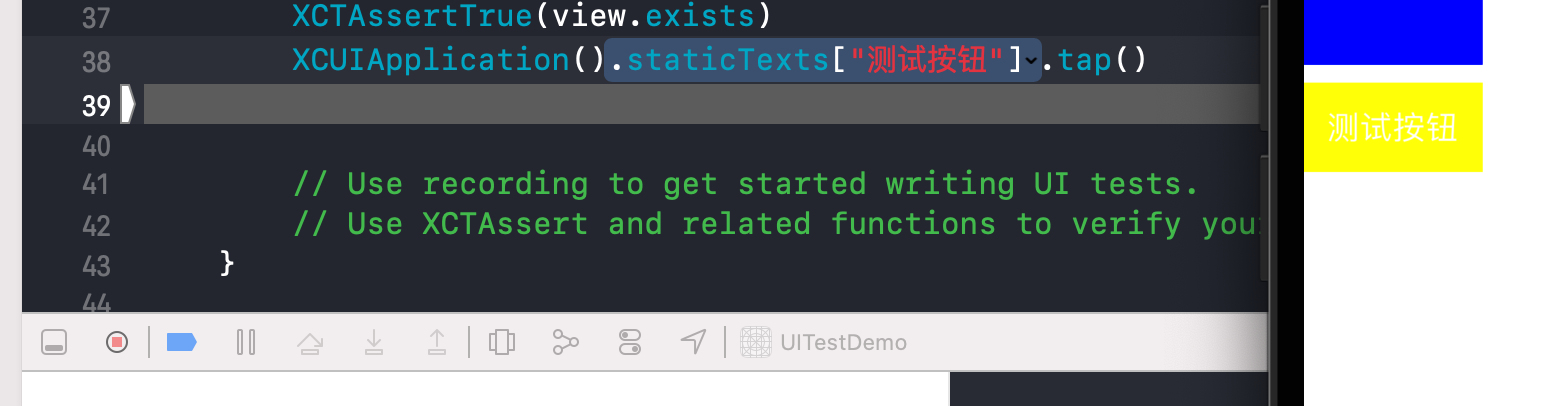 37 XCTAssertTrue(view.exists)
38 XCUIApplication().staticTexts["测试按钮"].tap()
39
测试按钮
40
41 // Use recording to get started writing UI tests.
42 // Use XCTAssert and related functions to verify you
43 }
44
UITestDemo